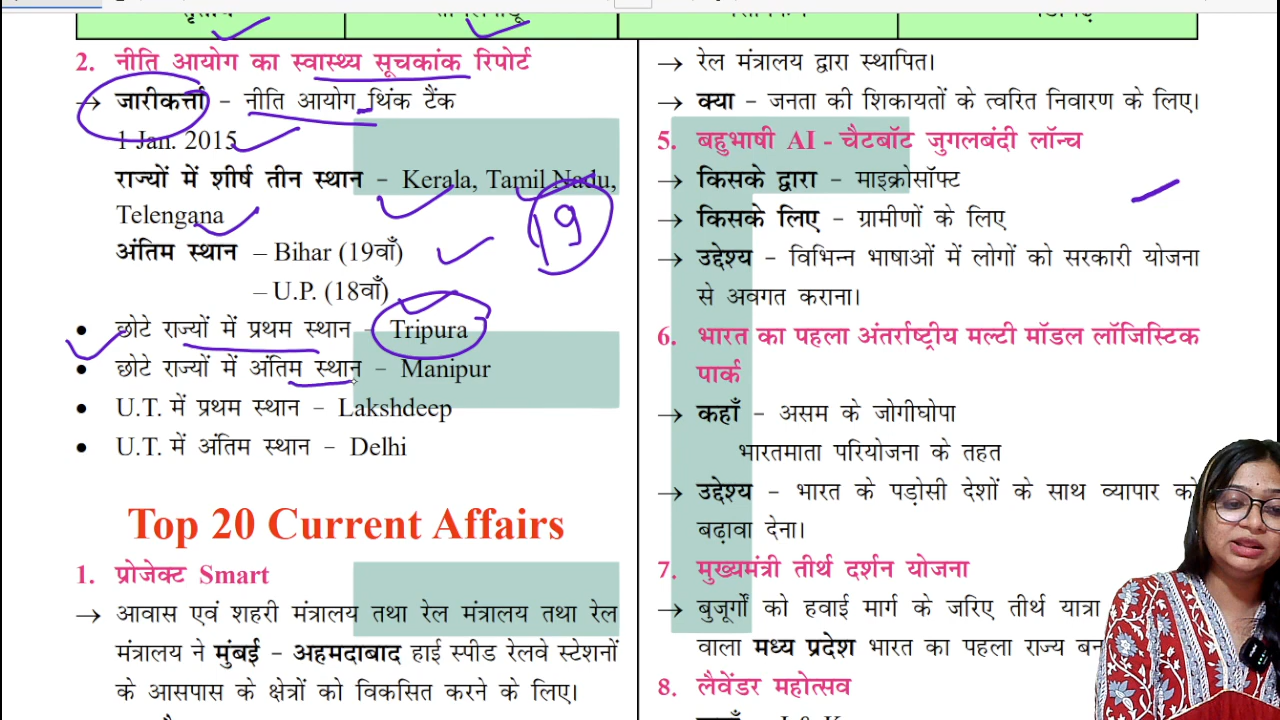 2. नीति आयोग का स्वास्थ्य सूचकांक रिपोर्ट
→ जारीकर्त्ता – नीति आयोग थिंक टैंक
1 Jan. 2015
राज्यों में शीर्ष तीन स्थान – Kerala, Tamil Nadu,
Telengana
19
अंतिम स्थान – Bihar (19वाँ)
– U.P. (18वाँ)
• छोटे राज्यों में प्रथम स्थान – Tripura
• छोटे राज्यों में अंतिम स्थान – Manipur
• U.T. में प्रथम स्थान – Lakshdeep
• U.T. में अंतिम स्थान – Delhi
Top 20 Current Affairs
1. प्रोजेक्ट Smart
→ आवास एवं शहरी मंत्रालय तथा रेल मंत्रालय तथा रेल
मंत्रालय ने मुंबई – अहमदाबाद हाई स्पीड रेलवे स्टेशनों
के आसपास के क्षेत्रों को विकसित करने के लिए।
→ रेल मंत्रालय द्वारा स्थापित।
→ क्या – जनता की शिकायतों के त्वरित निवारण के लिए।
5. बहुभाषी AI - चैटबॉट जुगलबंदी लॉन्च
→ किसके द्वारा – माइक्रोसॉफ्ट
→ किसके लिए – ग्रामीणों के लिए
→ उद्देश्य – विभिन्न भाषाओं में लोगों को सरकारी योजना
से अवगत कराना।
6. भारत का पहला अंतर्राष्ट्रीय मल्टी मॉडल लॉजिस्टिक
पार्क
→ कहाँ – असम के जोगीघोपा
भारतमाता परियोजना के तहत
→ उद्देश्य – भारत के पड़ोसी देशों के साथ व्यापार को
बढ़ावा देना।
7. मुख्यमंत्री तीर्थ दर्शन योजना
→ बुजूर्गों को हवाई मार्ग के जरिए तीर्थ यात्रा
वाला मध्य प्रदेश भारत का पहला राज्य
8. लैवेंडर महोत्सव